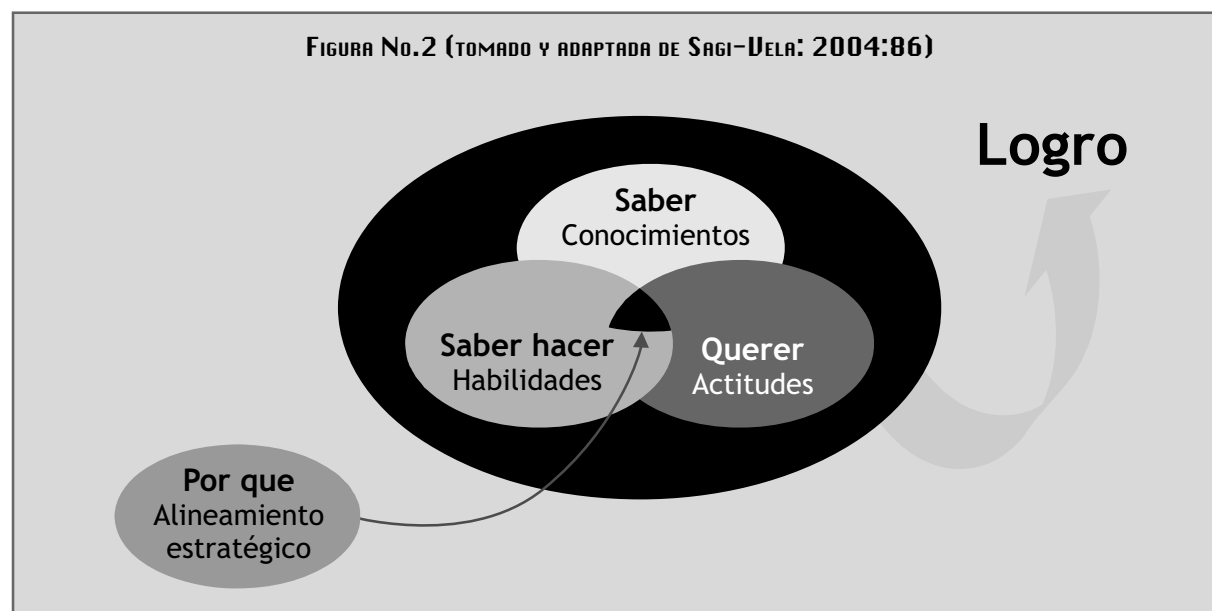 Figura No.2 (tomado y adaptada de Sagi-Vela: 2004:86)
Logro
Saber
Conocimientos
Saber hacer
Habilidades
Querer
Actitudes
Por que
Alineamiento
estratégico